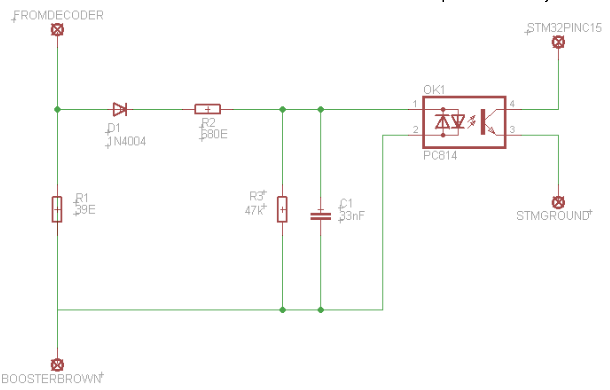 FROMDECODER
STM32PINC15
OK1
1
4
D1
1N4004
R2
680E
2
3
PC814
R1
39E
R3
47k
C1
33nF
STMGROUND
BOOSTERBROWN